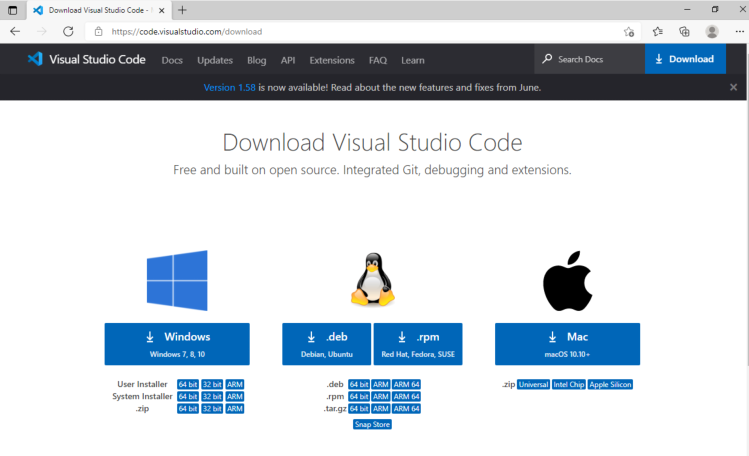 Download Visual Studio Code -
https://code.visualstudio.com/download
Visual Studio Code Docs Updates Blog API Extensions FAQ Learn Search Docs Download
Version 1.58 is now available! Read about the new features and fixes from June.
Download Visual Studio Code
Free and built on open source. Integrated Git, debugging and extensions.
Windows
Windows 7, 8, 10
User Installer 64 bit 32 bit ARM
System Installer 64 bit 32 bit ARM
.zip 64 bit 32 bit ARM
.deb
Debian, Ubuntu
.rpm
Red Hat, Fedora, SUSE
.deb 64 bit ARM ARM 64
.rpm 64 bit ARM ARM 64
.tar.gz 64 bit ARM ARM 64
Snap Store
Mac
macOS 10.10+
.zip Universal Intel Chip Apple Silicon